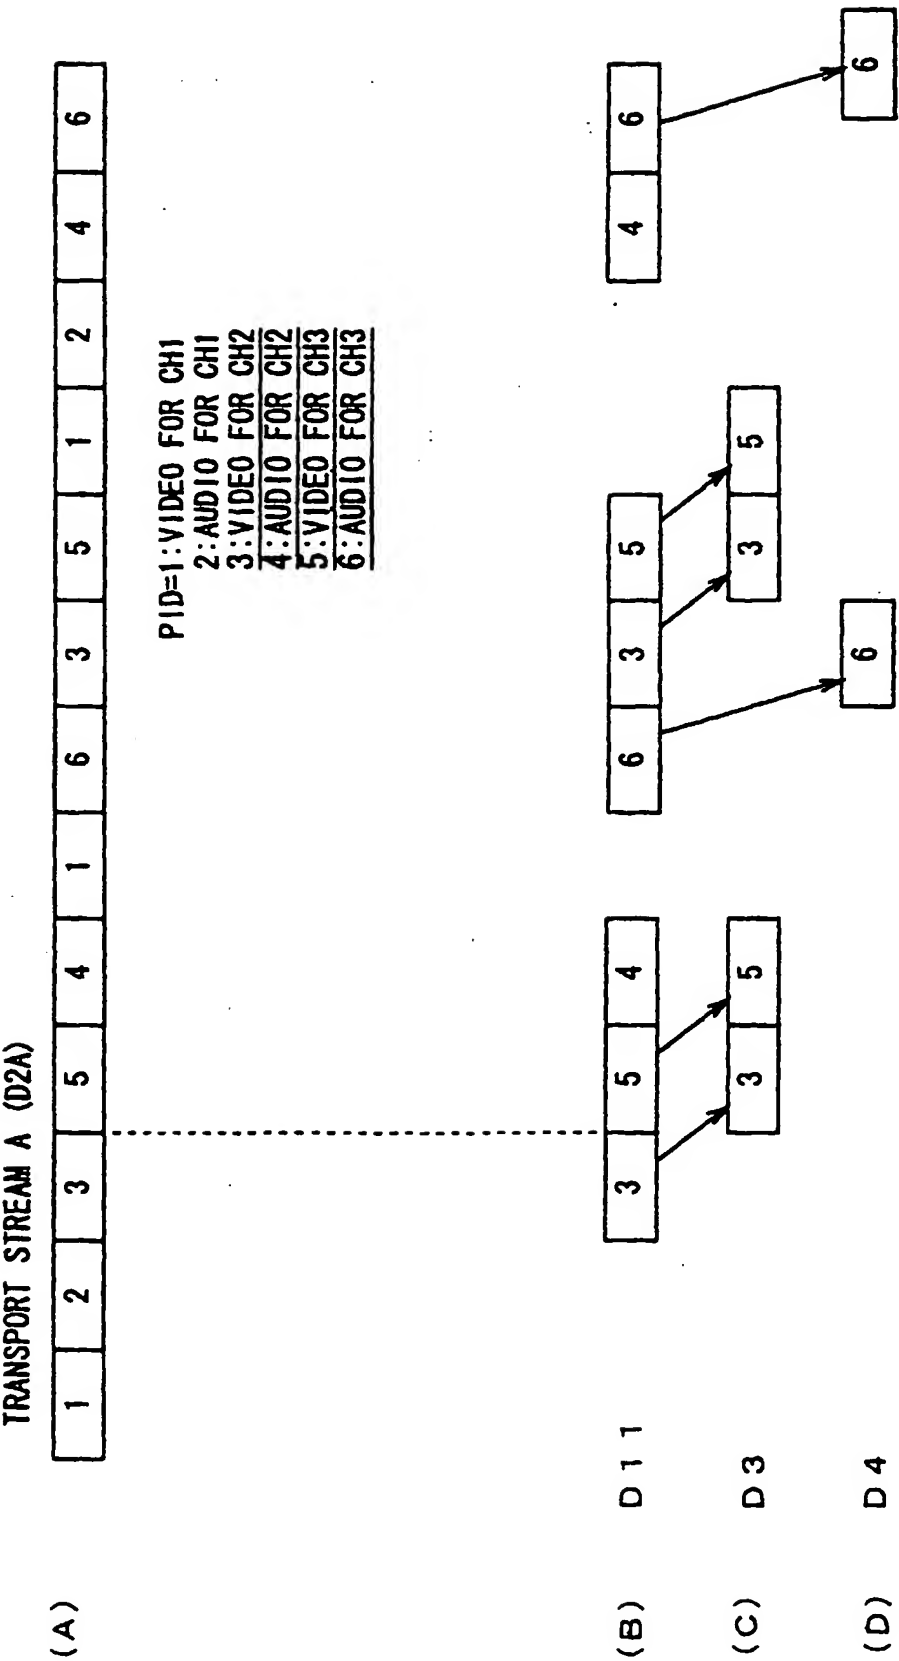 TRANSPORT STREAM A (D2A)
(A) 1 2 3 5 4 1 6 3 5 1 2 4 6
PID=1:VIDEO FOR CH1
2:AUDIO FOR CH1
3:VIDEO FOR CH2
4:AUDIO FOR CH2
5:VIDEO FOR CH3
6:AUDIO FOR CH3
(B) D11 3 5 4 6 3 5 4 6
(C) D3 3 5 3 5
(D) D4 6 6